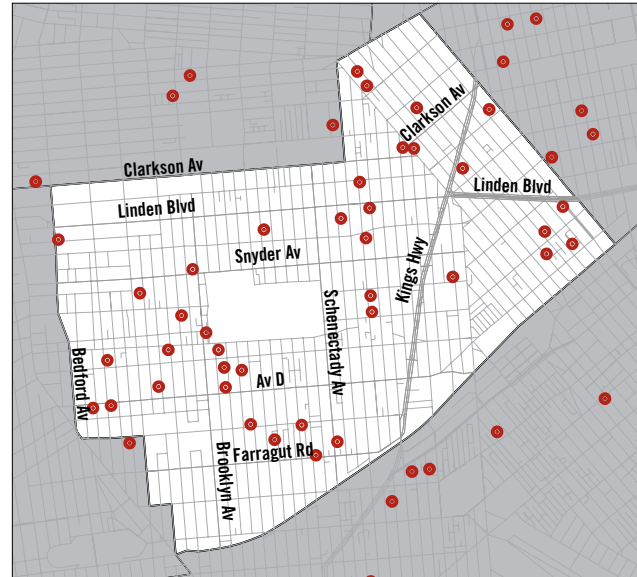 Clarkson Av
Clarkson Av
Linden Blvd
Linden Blvd
Snyder Av
Kings Hwy
Schenectady Av
Bedford Av
Av D
Brooklyn Av
Farragut Rd